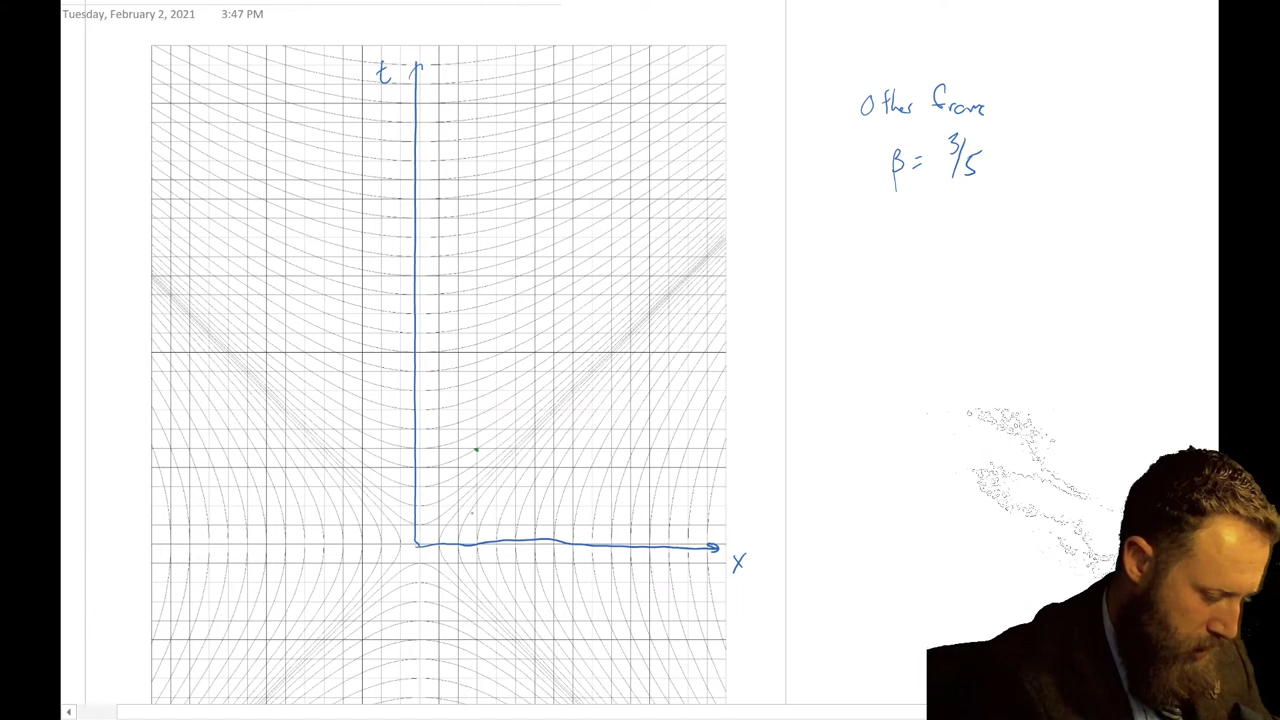 Tuesday, February 2, 2021 3:47 PM
t
Other frame
β = 3/5
x